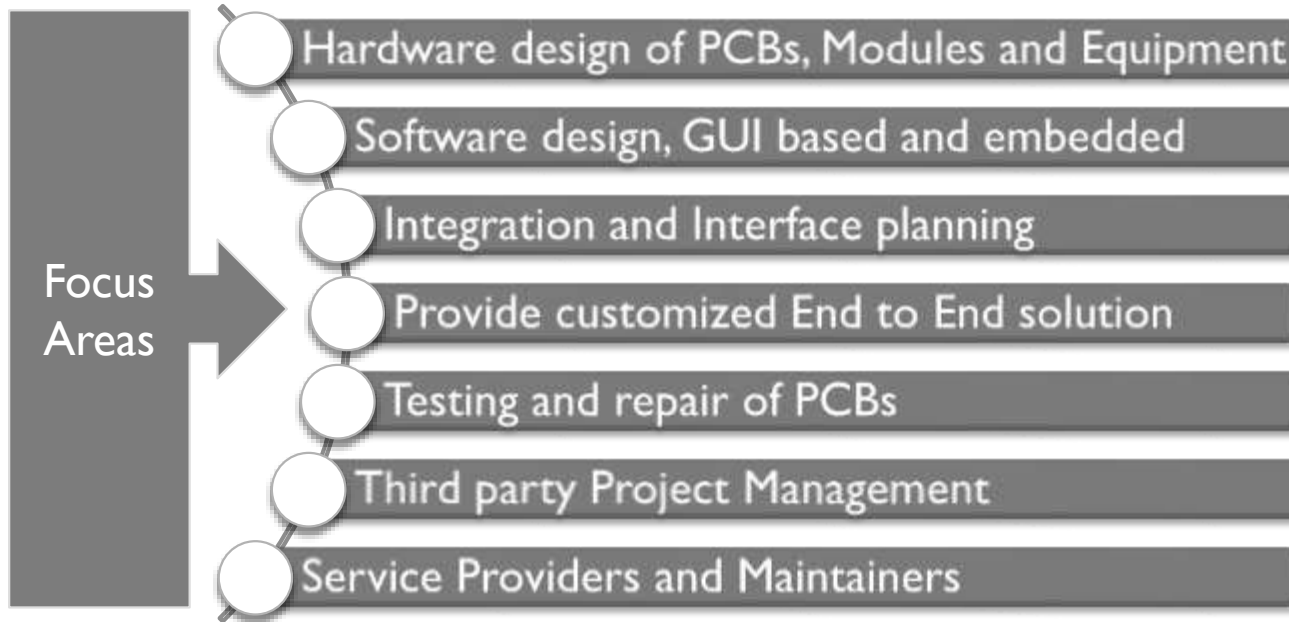 Focus
Areas
Hardware design of PCBs, Modules and Equipment
Software design, GUI based and embedded
Integration and Interface planning
Provide customized End to End solution
Testing and repair of PCBs
Third party Project Management
Service Providers and Maintainers